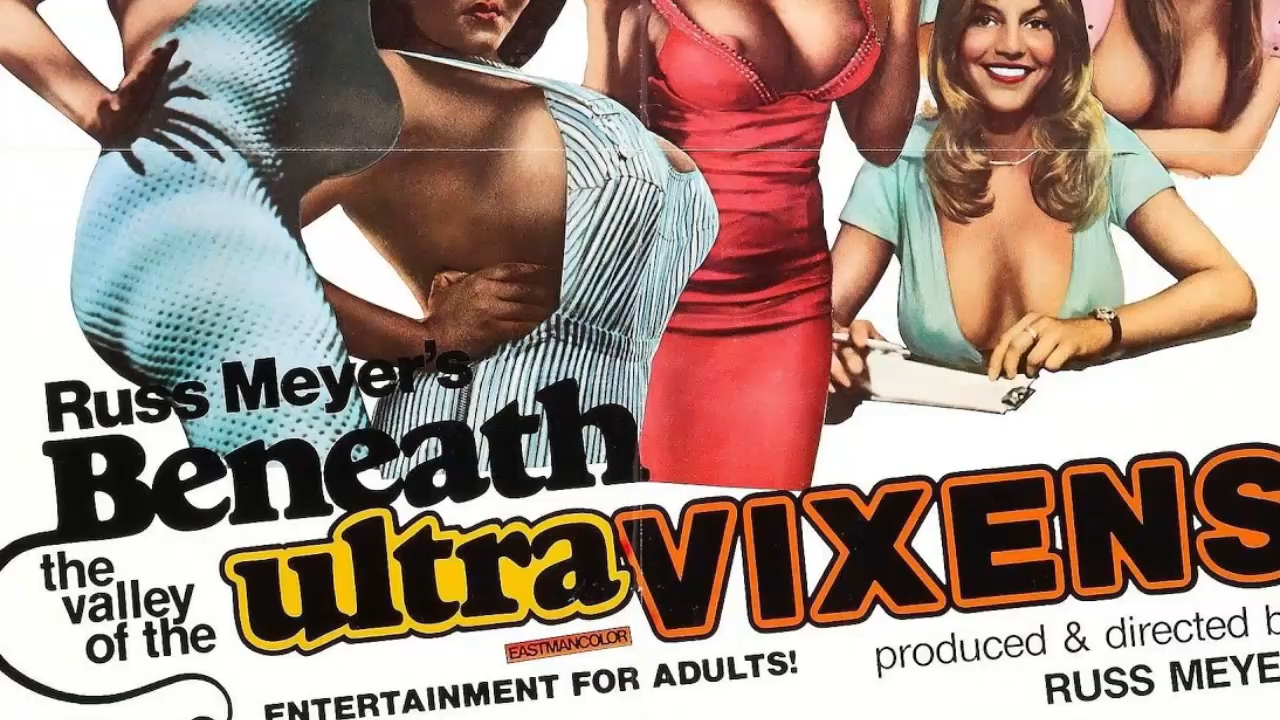 Russ Meyer's
Beneath
the
valley
of the
ultraVIXENS
EASTMANCOLOR
ENTERTAINMENT FOR ADULTS!
produced & directed b
RUSS MEYE